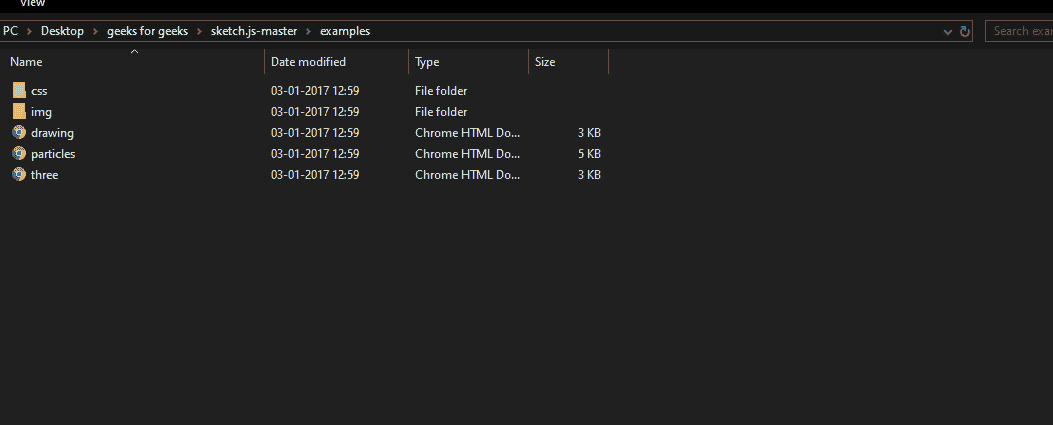 View
PC > Desktop > geeks for geeks > sketch.js-master > examples
Search exar
Name Date modified Type Size
css 03-01-2017 12:59 File folder
img 03-01-2017 12:59 File folder
drawing 03-01-2017 12:59 Chrome HTML Do... 3 KB
particles 03-01-2017 12:59 Chrome HTML Do... 5 KB
three 03-01-2017 12:59 Chrome HTML Do... 3 KB